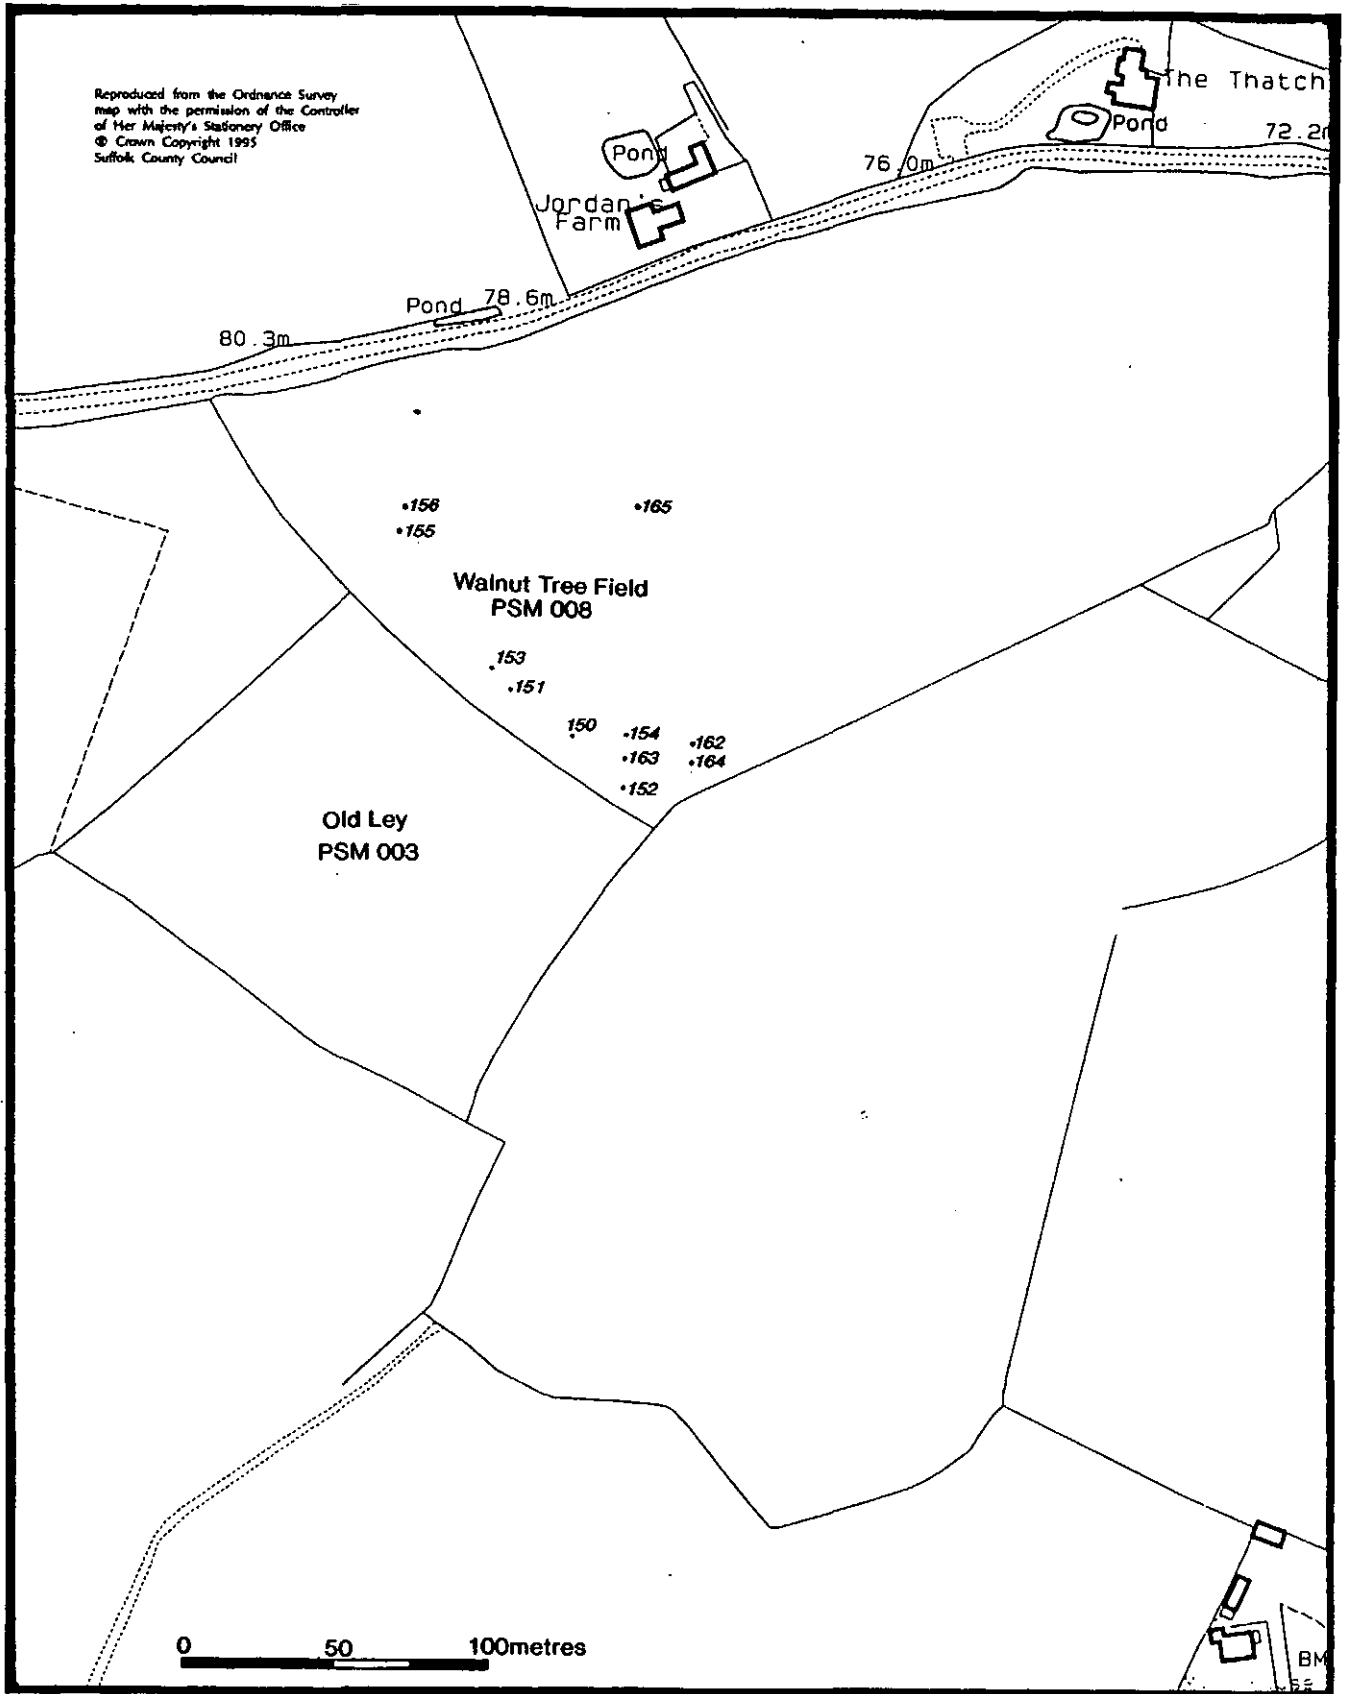 Reproduced from the Ordnance Survey
map with the permission of the Controller
of Her Majesty's Stationery Office
© Crown Copyright 1995
Suffolk County Council
The Thatch
Pond
72.2m
76.0m
Pond
Jordan's
Farm
Pond
78.6m
80.3m
156
165
155
Walnut Tree Field
PSM 008
153
151
150
154
162
163
164
152
Old Ley
PSM 003
0 50 100metres
BM